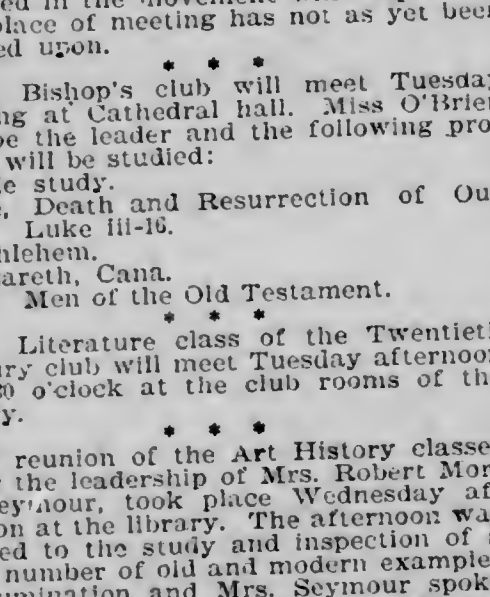 ed in the movement
place of meeting has not as yet been
ed upon.
* * *
Bishop's club will meet Tuesday
ng at Cathedral hall. Miss O'Brien
be the leader and the following pro-
will be studied:
e study.
, Death and Resurrection of Ou
Luke iii-16.
hlehem.
areth, Cana.
Men of the Old Testament.
* * *
Literature class of the Twentieth
ury club will meet Tuesday afternoon
30 o'clock at the club rooms of th
y.
* * *
reunion of the Art History classe
r the leadership of Mrs. Robert Mor
eymour, took place Wednesday af
on at the library. The afternoon wa
ed to the study and inspection of a
number of old and modern example
umination and Mrs. Seymour spok